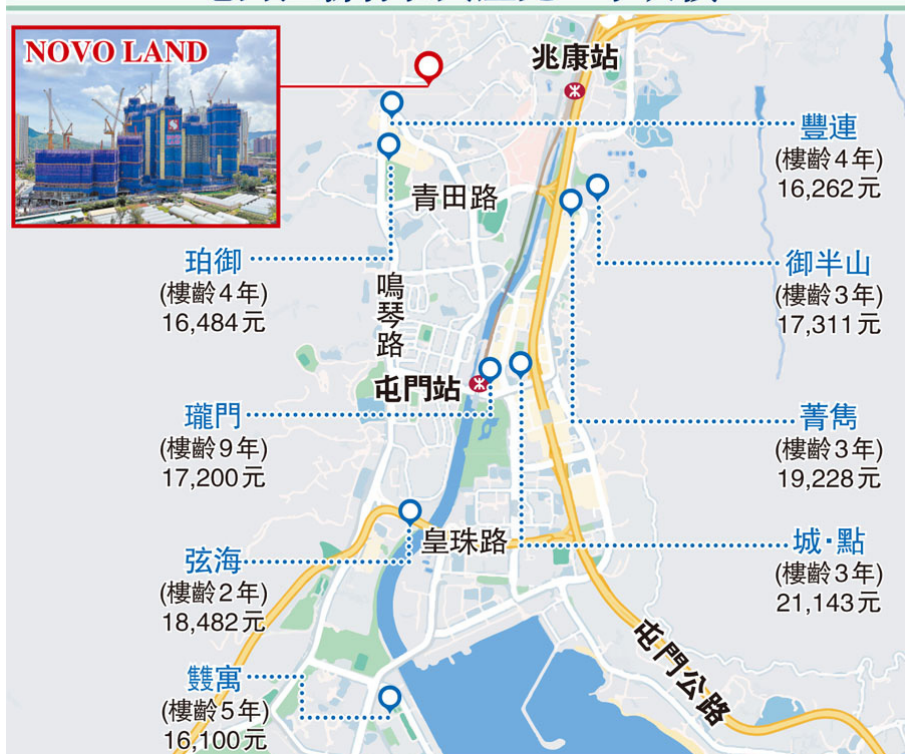 NOVO LAND
兆康站
豐連
(樓齡4年)
16,262元
青田路
珀御
(樓齡4年)
16,484元
鳴琴路
御半山
(樓齡3年)
17,311元
屯門站
瓏門
(樓齡9年)
17,200元
菁雋
(樓齡3年)
19,228元
皇珠路
弦海
(樓齡2年)
18,482元
城·點
(樓齡3年)
21,143元
屯門公路
雙寓
(樓齡5年)
16,100元